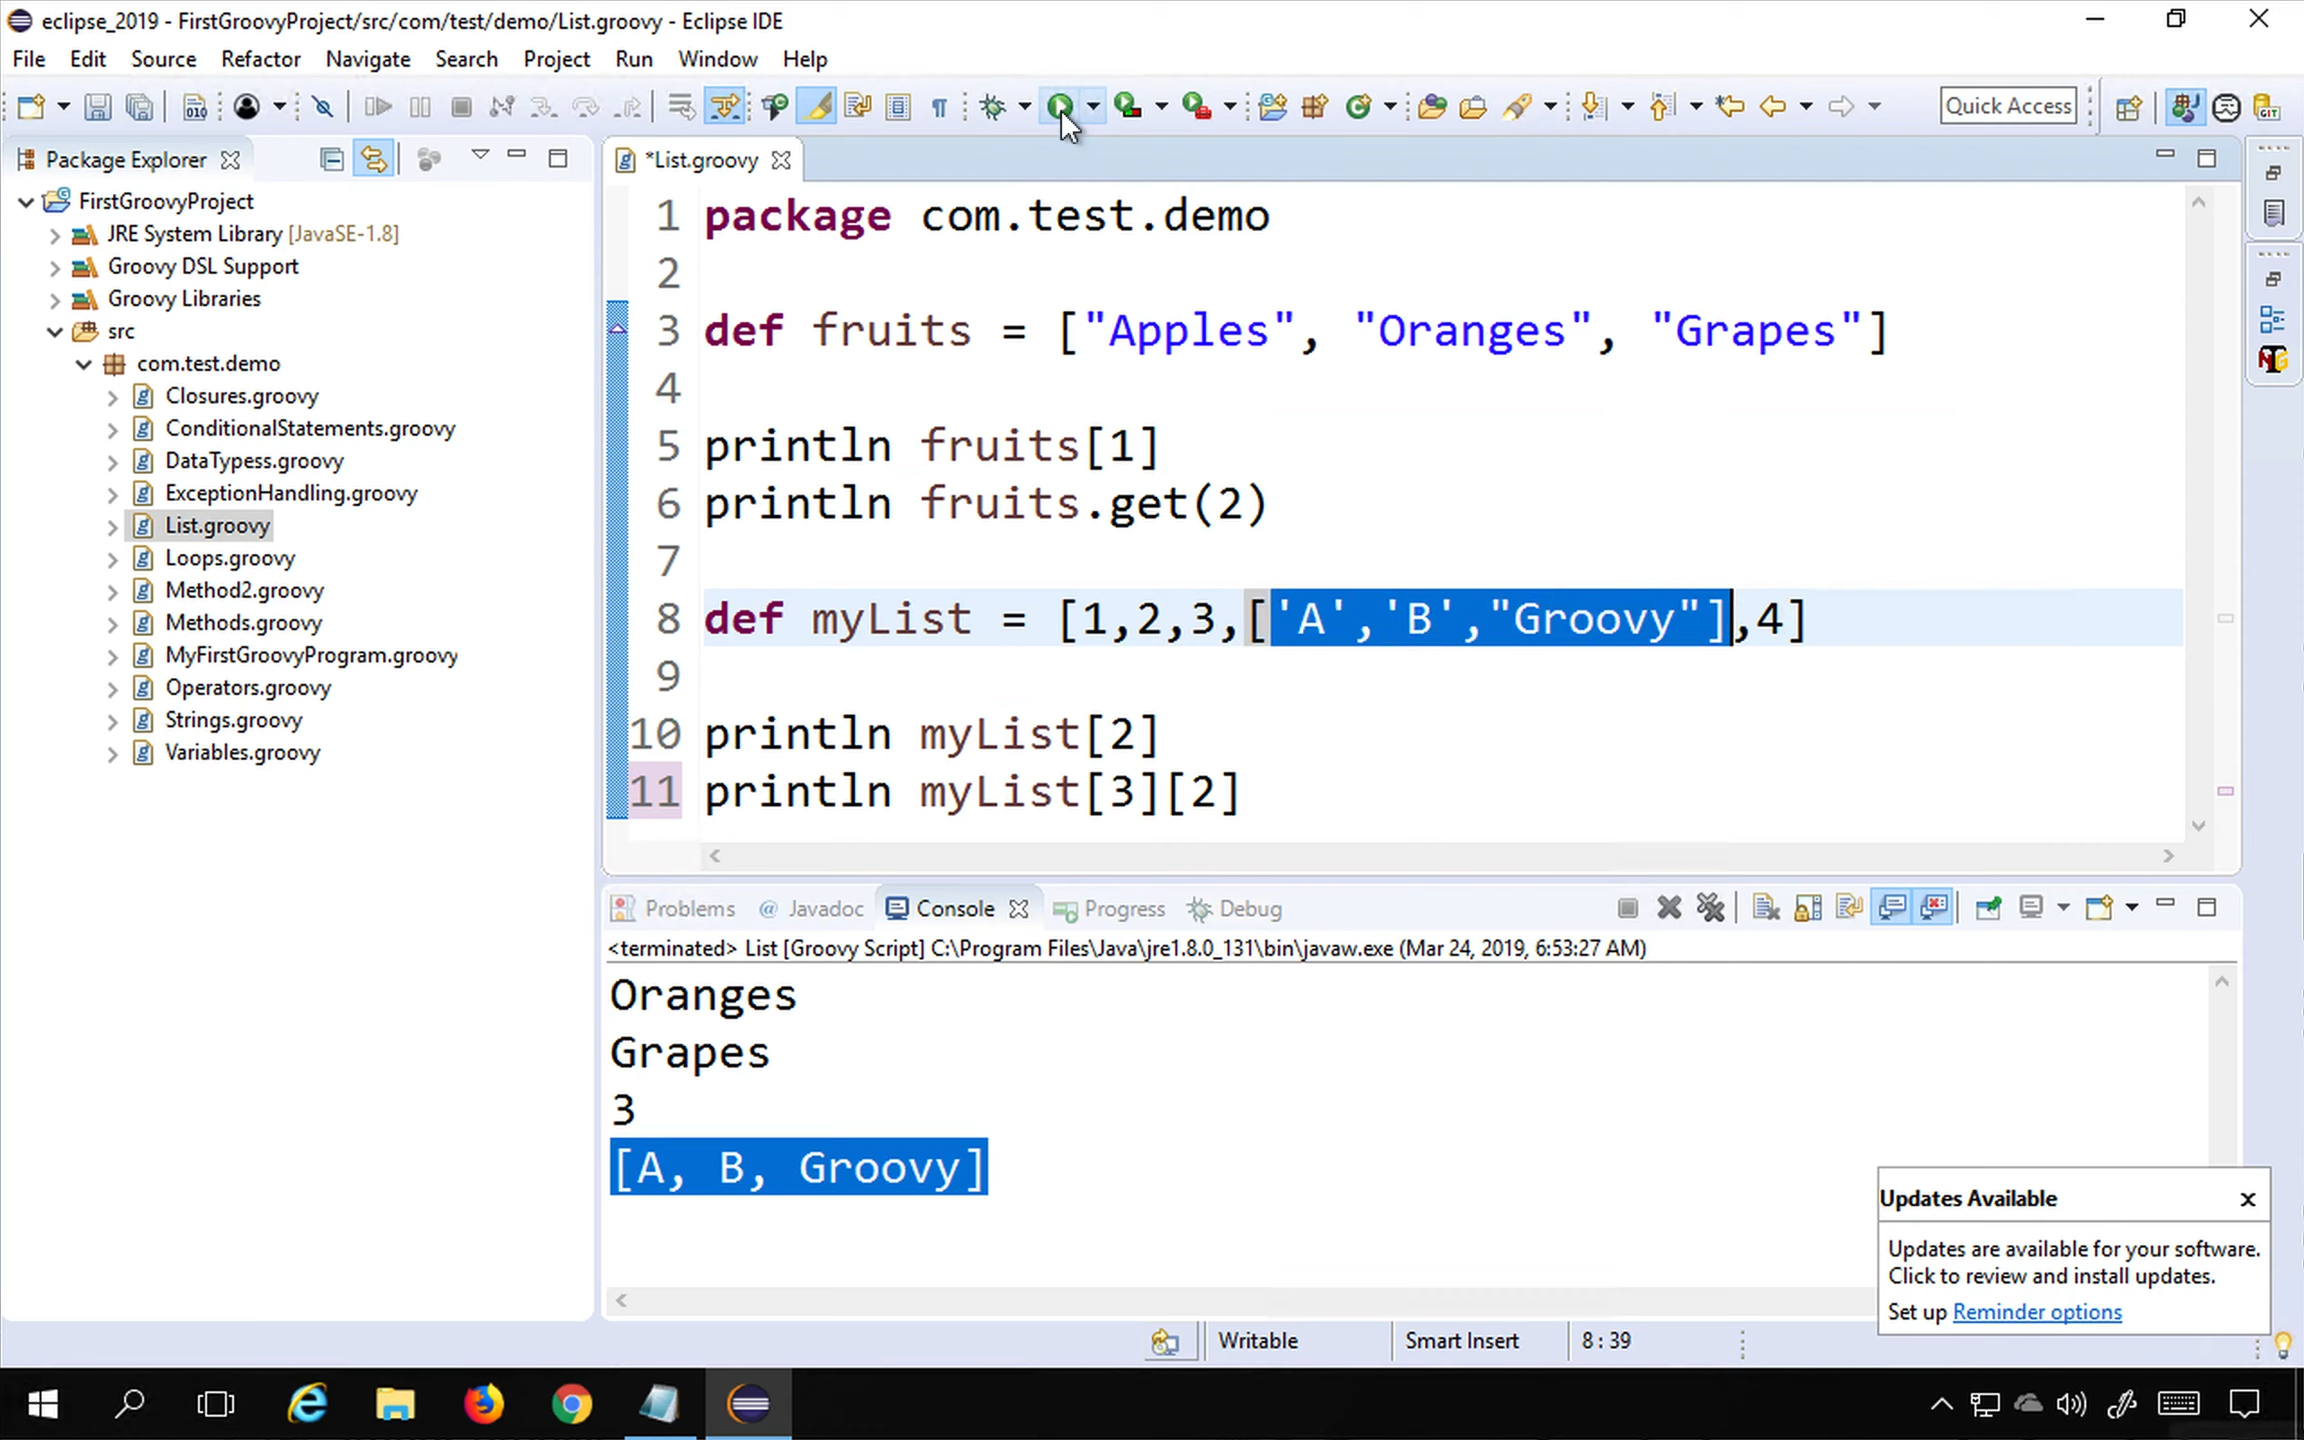 eclipse_2019 - FirstGroovyProject/src/com/test/demo/List.groovy - Eclipse IDE
File Edit Source Refactor Navigate Search Project Run Window Help
Quick Access
Package Explorer
FirstGroovyProject
JRE System Library [JavaSE-1.8]
Groovy DSL Support
Groovy Libraries
src
com.test.demo
Closures.groovy
ConditionalStatements.groovy
DataTypess.groovy
ExceptionHandling.groovy
List.groovy
Loops.groovy
Method2.groovy
Methods.groovy
MyFirstGroovyProgram.groovy
Operators.groovy
Strings.groovy
Variables.groovy
*List.groovy
1 package com.test.demo
2
3 def fruits = ["Apples", "Oranges", "Grapes"]
4
5 println fruits[1]
6 println fruits.get(2)
7
8 def myList = [1,2,3,['A','B',"Groovy"],4]
9
10 println myList[2]
11 println myList[3][2]
Problems @ Javadoc Console Progress Debug
<terminated> List [Groovy Script] C:\Program Files\Java\jre1.8.0_131\bin\javaw.exe (Mar 24, 2019, 6:53:27 AM)
Oranges
Grapes
3
[A, B, Groovy]
Updates Available
Updates are available for your software.
Click to review and install updates.
Set up Reminder options
Writable Smart Insert 8 : 39